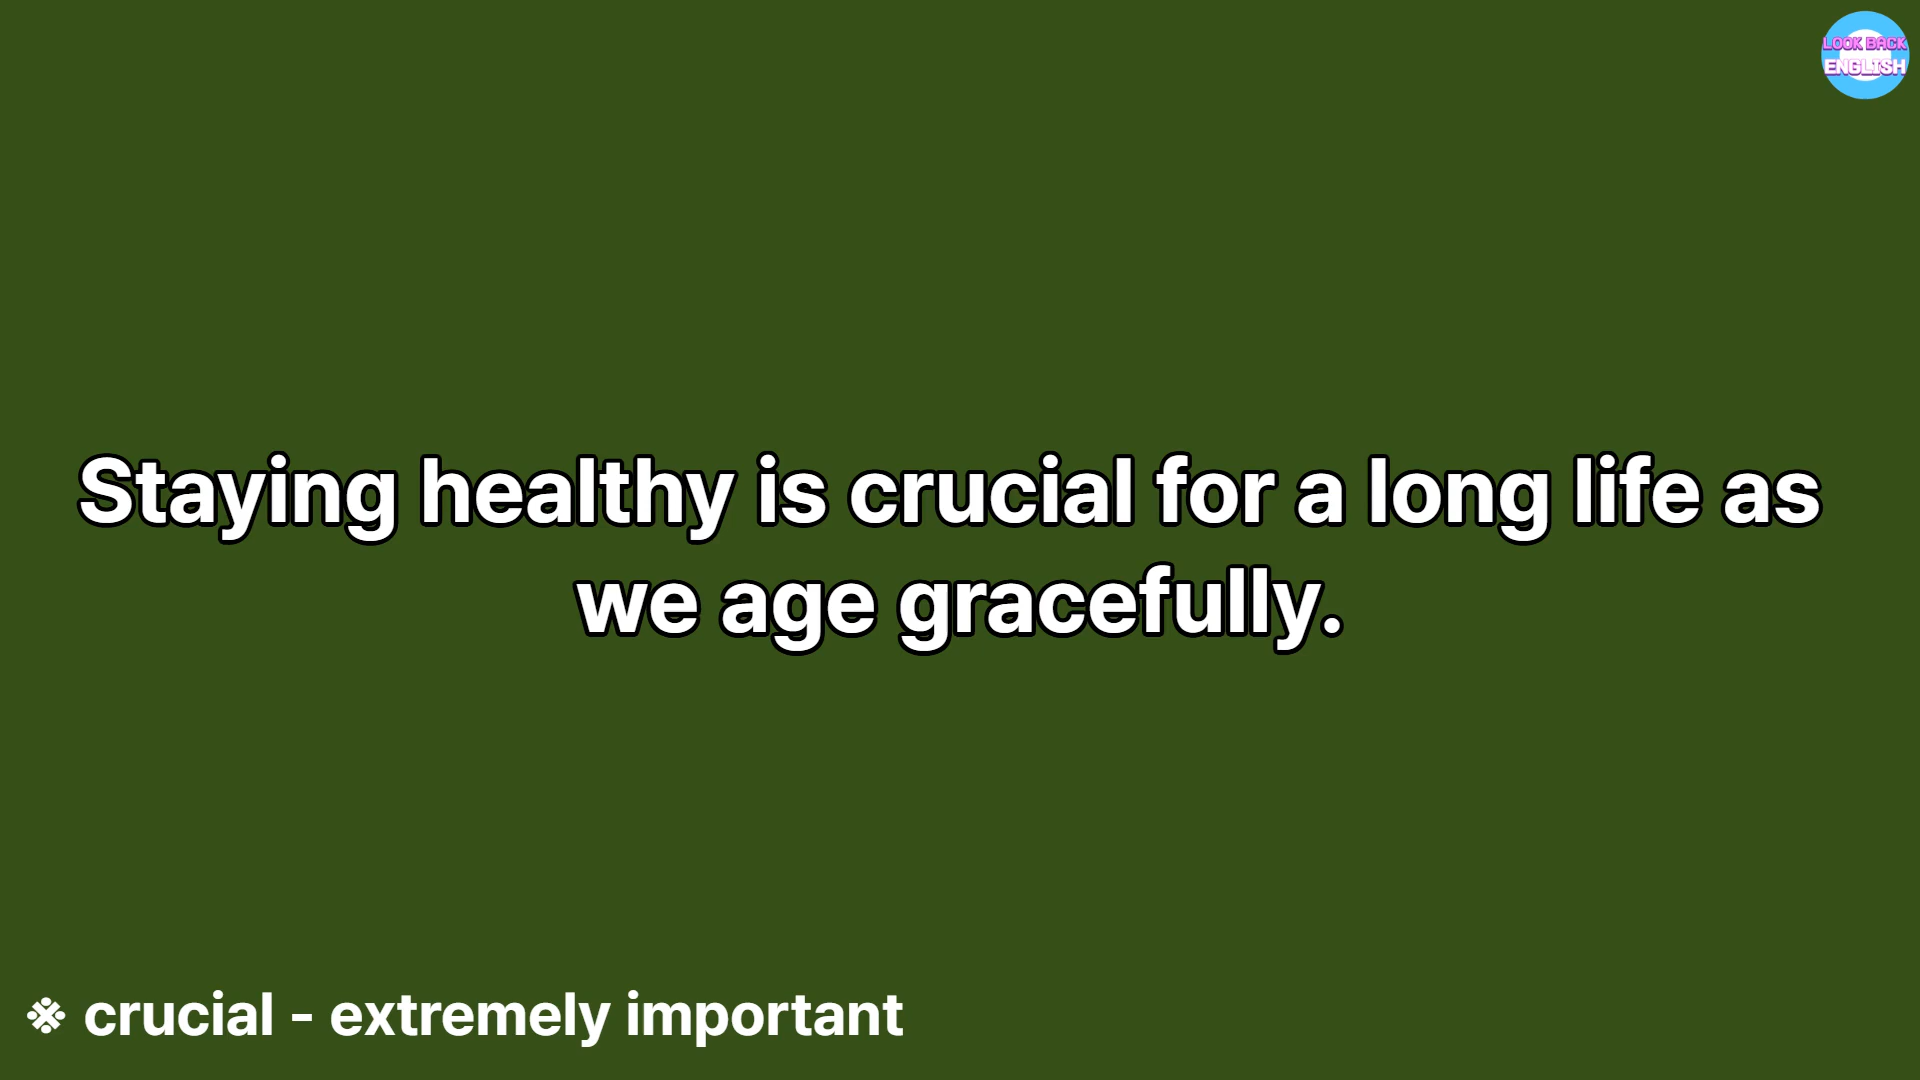 LOOK BACK
ENGLISH
Staying healthy is crucial for a long life as
we age gracefully.
※ crucial - extremely important